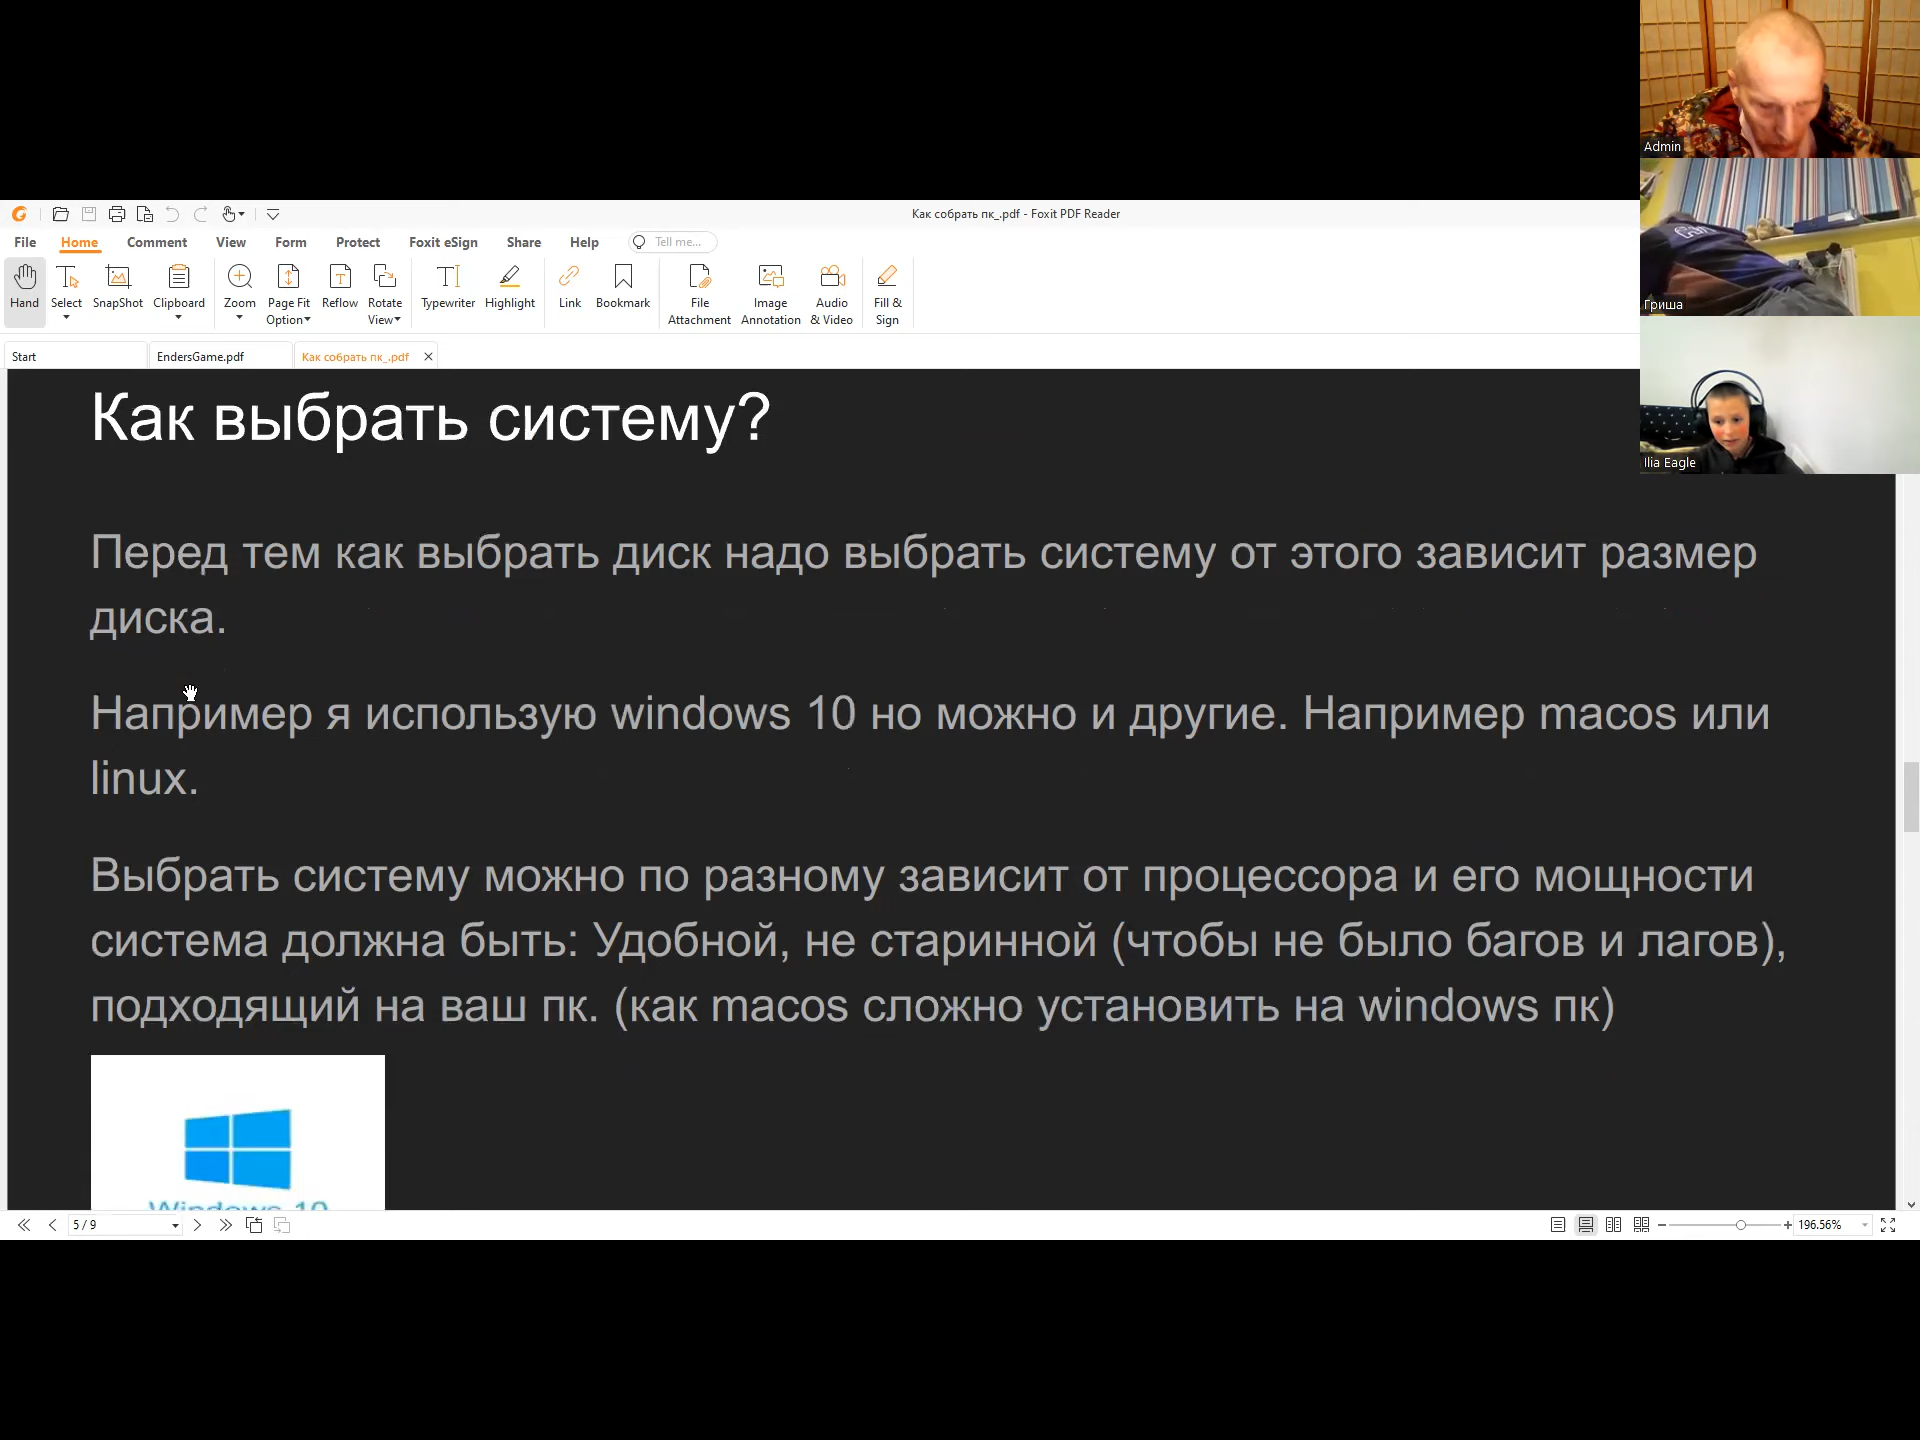 Admin
Как собрать пк_.pdf - Foxit PDF Reader
File Home Comment View Form Protect Foxit eSign Share Help Tell me...
Hand Select SnapShot Clipboard Zoom Page Fit Option Reflow Rotate View Typewriter Highlight Link Bookmark File Attachment Image Annotation Audio & Video Fill & Sign
Гриша
Start EndersGame.pdf Как собрать пк_.pdf
Ilia Eagle
Как выбрать систему?
Перед тем как выбрать диск надо выбрать систему от этого зависит размер
диска.
Например я использую windows 10 но можно и другие. Например macos или
linux.
Выбрать систему можно по разному зависит от процессора и его мощности
система должна быть: Удобной, не старинной (чтобы не было багов и лагов),
подходящий на ваш пк. (как macos сложно установить на windows пк)
Windows 10
5 / 9 196.56%